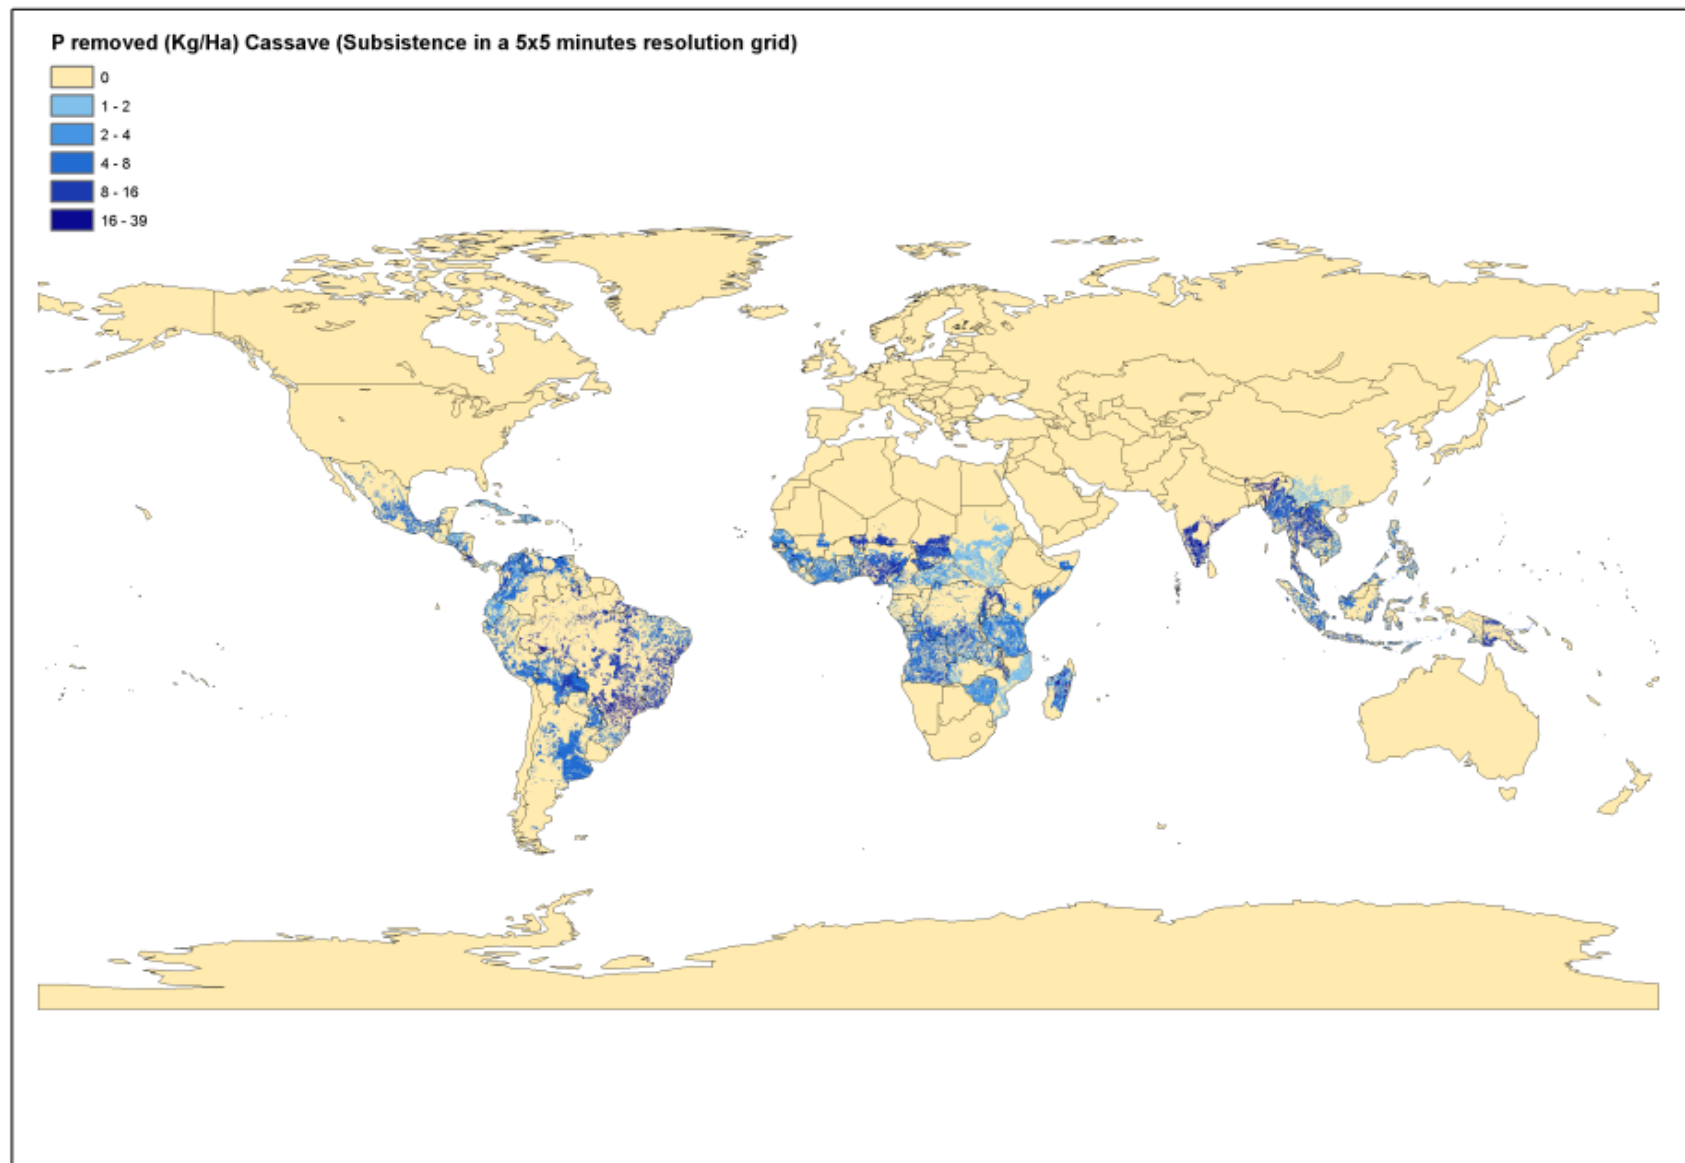 P removed (Kg/Ha) Cassave (Subsistence in a 5x5 minutes resolution grid)
0
1 - 2
2 - 4
4 - 8
8 - 16
16 - 39